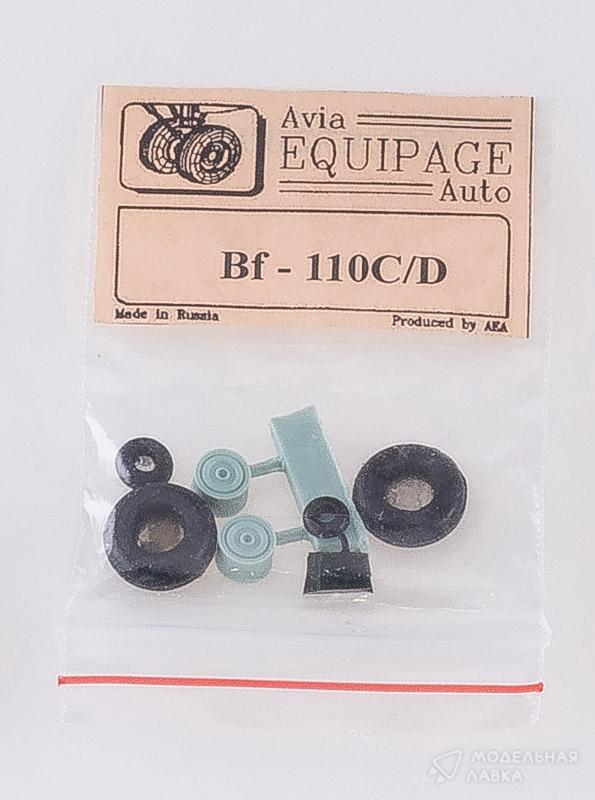 Avia
EQUIPAGE
Auto
Bf - 110C/D
Made in Russia
Produced by AEA
МОДЕЛЬНАЯ
ЛАВКА